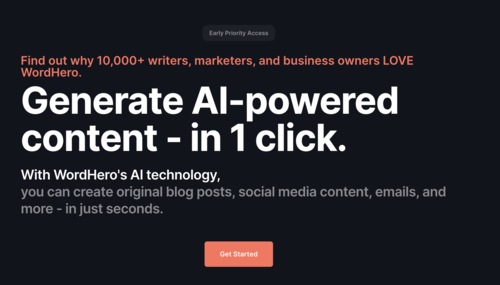 Early Priority Access
Find out why 10,000+ writers, marketers, and business owners LOVE
WordHero.
Generate AI-powered
content - in 1 click.
With WordHero's AI technology,
you can create original blog posts, social media content, emails, and
more - in just seconds.
Get Started